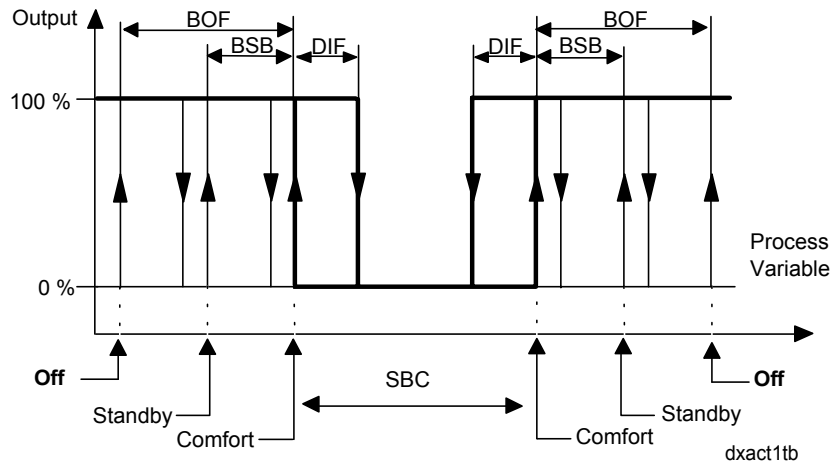 Output
BOF
BOF
BSB
DIF
DIF
BSB
100 %
Process
Variable
0 %
Off
SBC
Off
Standby
Standby
Comfort
Comfort
dxact1tb